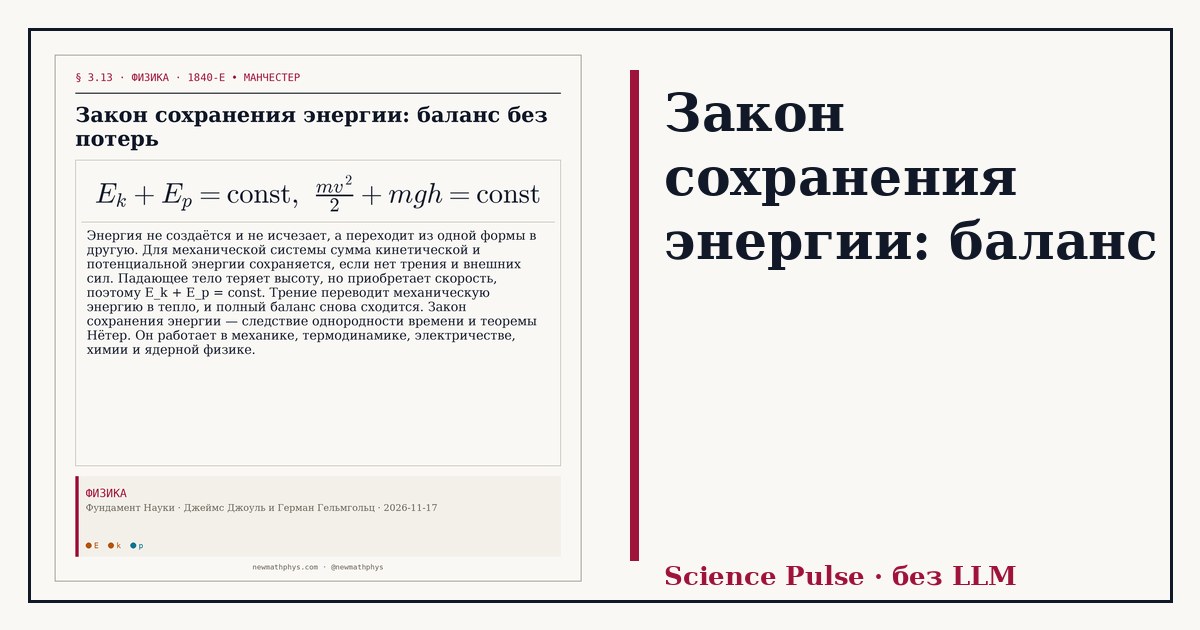 § 3.13 · ФИЗИКА · 1840-Е • МАНЧЕСТЕР
Закон сохранения энергии: баланс без
потерь
E_k + E_p = const, mv²/2 + mgh = const
Энергия не создаётся и не исчезает, а переходит из одной формы в
другую. Для механической системы сумма кинетической и
потенциальной энергии сохраняется, если нет трения и внешних
сил. Падающее тело теряет высоту, но приобретает скорость,
поэтому E_k + E_p = const. Трение переводит механическую
энергию в тепло, и полный баланс снова сходится. Закон
сохранения энергии — следствие однородности времени и теоремы
Нётер. Он работает в механике, термодинамике, электричестве,
химии и ядерной физике.
ФИЗИКА
Фундамент Науки · Джеймс Джоуль и Герман Гельмгольц · 2026-11-17
E k p
newmathphys.com · @newmathphys
Закон
сохранения
энергии: баланс
Science Pulse · без LLM